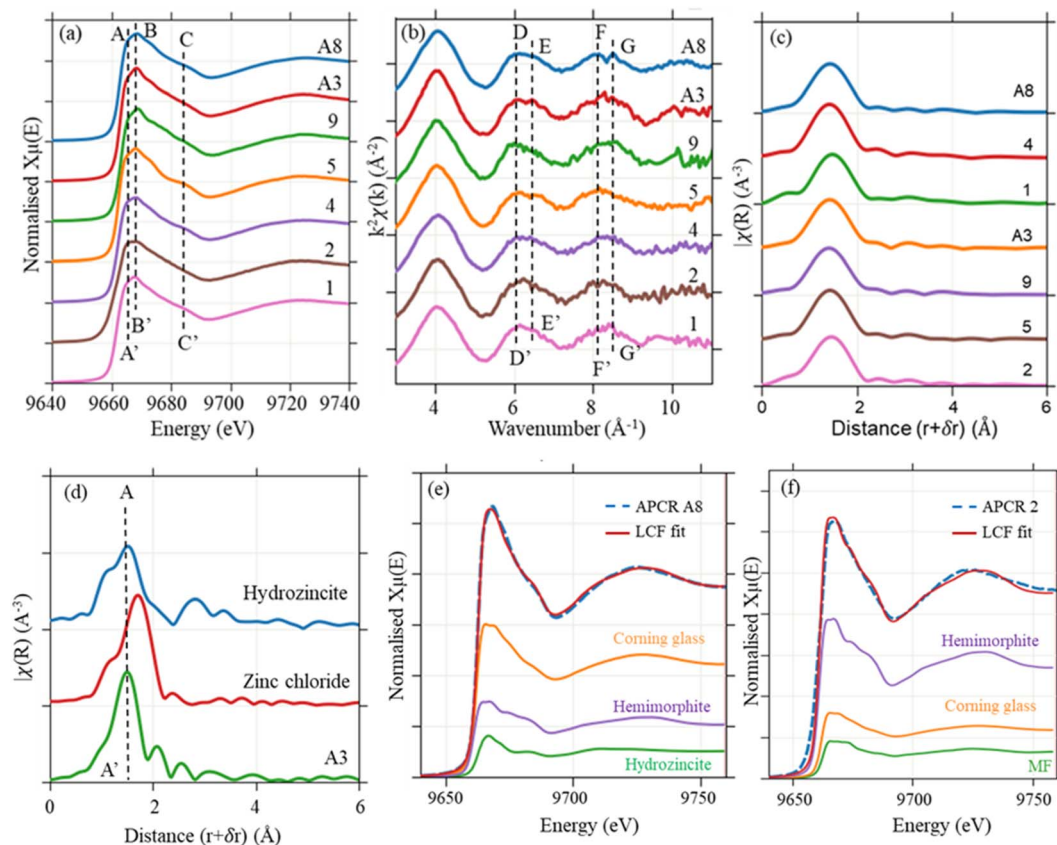 (a)
A
B
C
A8
A3
9
5
4
2
1
A'
B'
C'
Normalised Xμ(E)
9640 9660 9680 9700 9720 9740
Energy (eV)
(b)
D
E
F
G
A8
A3
9
5
4
2
1
D'
E'
F'
G'
k²χ(k) (Å⁻²)
4 6 8 10
Wavenumber (Å⁻¹)
(c)
A8
4
1
A3
9
5
2
|χ(R) (A⁻³)
0 2 4 6
Distance (r+δr) (Å)
(d)
A
Hydrozincite
Zinc chloride
A3
A'
|χ(R) (A⁻³)
0 2 4 6
Distance (r+δr) (Å)
(e)
APCR A8
LCF fit
Corning glass
Hemimorphite
Hydrozincite
Normalised Xμ(E)
9650 9700 9750
Energy (eV)
(f)
APCR 2
LCF fit
Hemimorphite
Corning glass
MF
Normalised Xμ(E)
9650 9700 9750
Energy (eV)